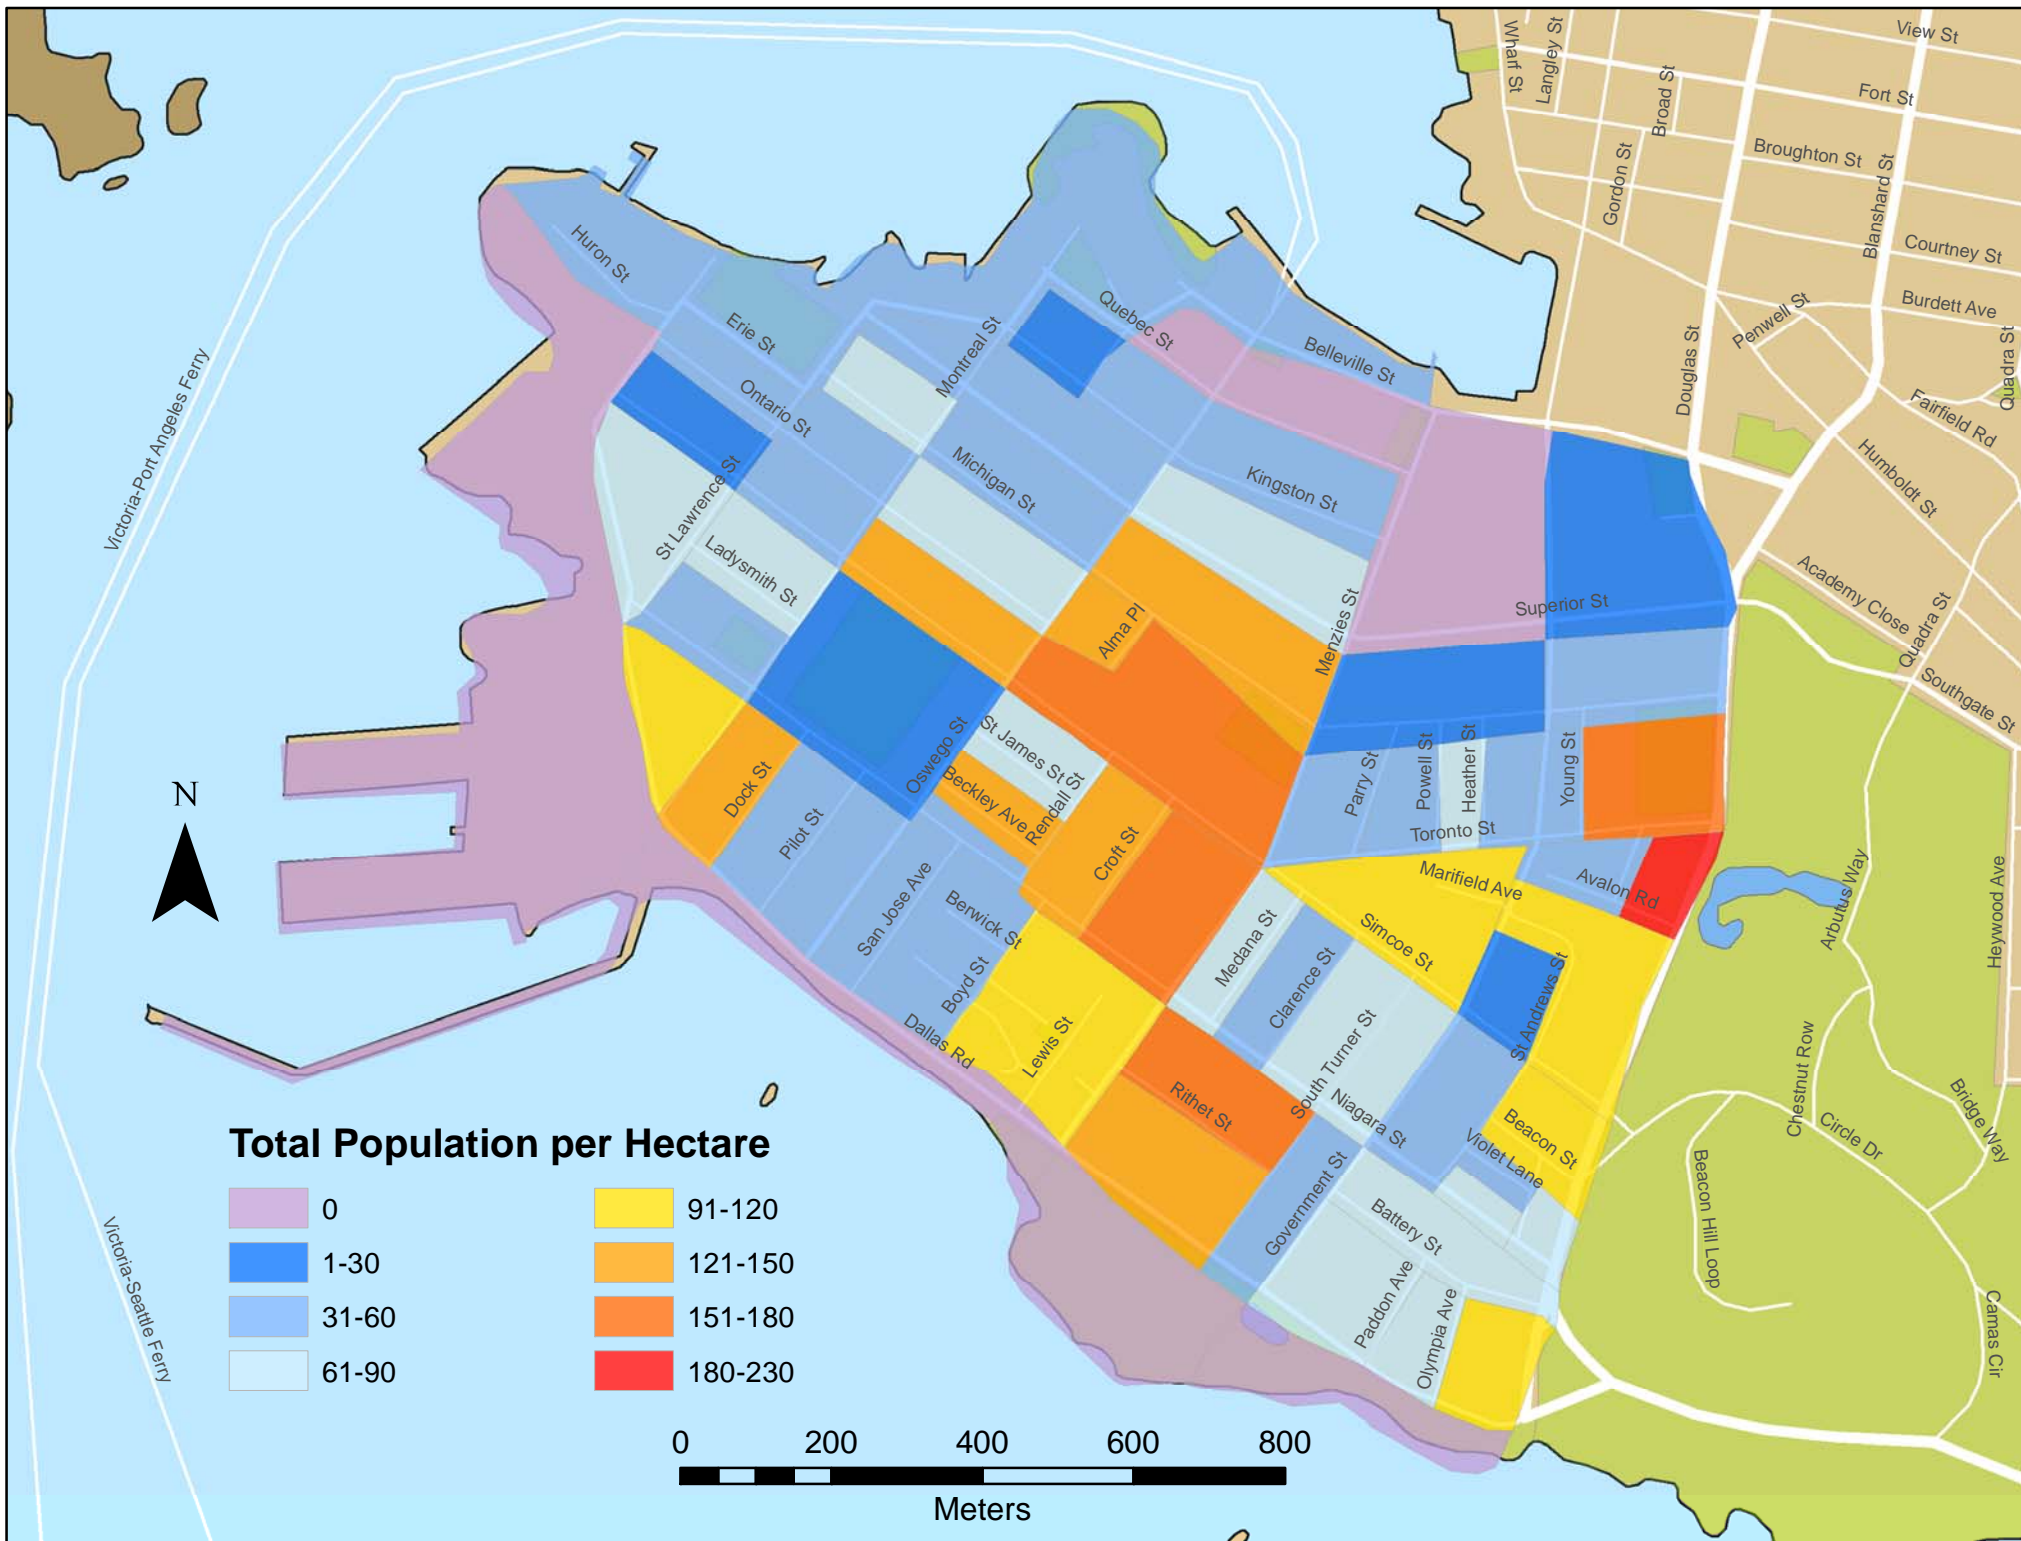 View St
Wharf St
Langley St
Broad St
Fort St
Gordon St
Broughton St
Blanshard St
Courtney St
Huron St
Erie St
Montreal St
Quebec St
Belleville St
Douglas St
Penwell St
Burdett Ave
Quadra St
Victoria-Port Angeles Ferry
Ontario St
Michigan St
Kingston St
Fairfield Rd
Humboldt St
St Lawrence St
Ladysmith St
Alma Pl
Menzies St
Superior St
Academy Close
Quadra St
Southgate St
N
Dock St
Pilot St
Oswego St
St James St
Beckley Ave
Rendall St
Croft St
Parry St
Powell St
Heather St
Young St
Toronto St
San Jose Ave
Berwick St
Boyd St
Dallas Rd
Lewis St
Medana St
Clarence St
Simcoe St
Marifield Ave
Avalon Rd
St Andrews St
Arbutus Way
Heywood Ave
Rithet St
South Turner St
Niagara St
Government St
Violet Lane
Beacon St
Battery St
Paddon Ave
Olympia Ave
Chestnut Row
Circle Dr
Bridge Way
Beacon Hill Loop
Camas Cir
Victoria-Seattle Ferry
Total Population per Hectare
0
1-30
31-60
61-90
91-120
121-150
151-180
180-230
0 200 400 600 800
Meters